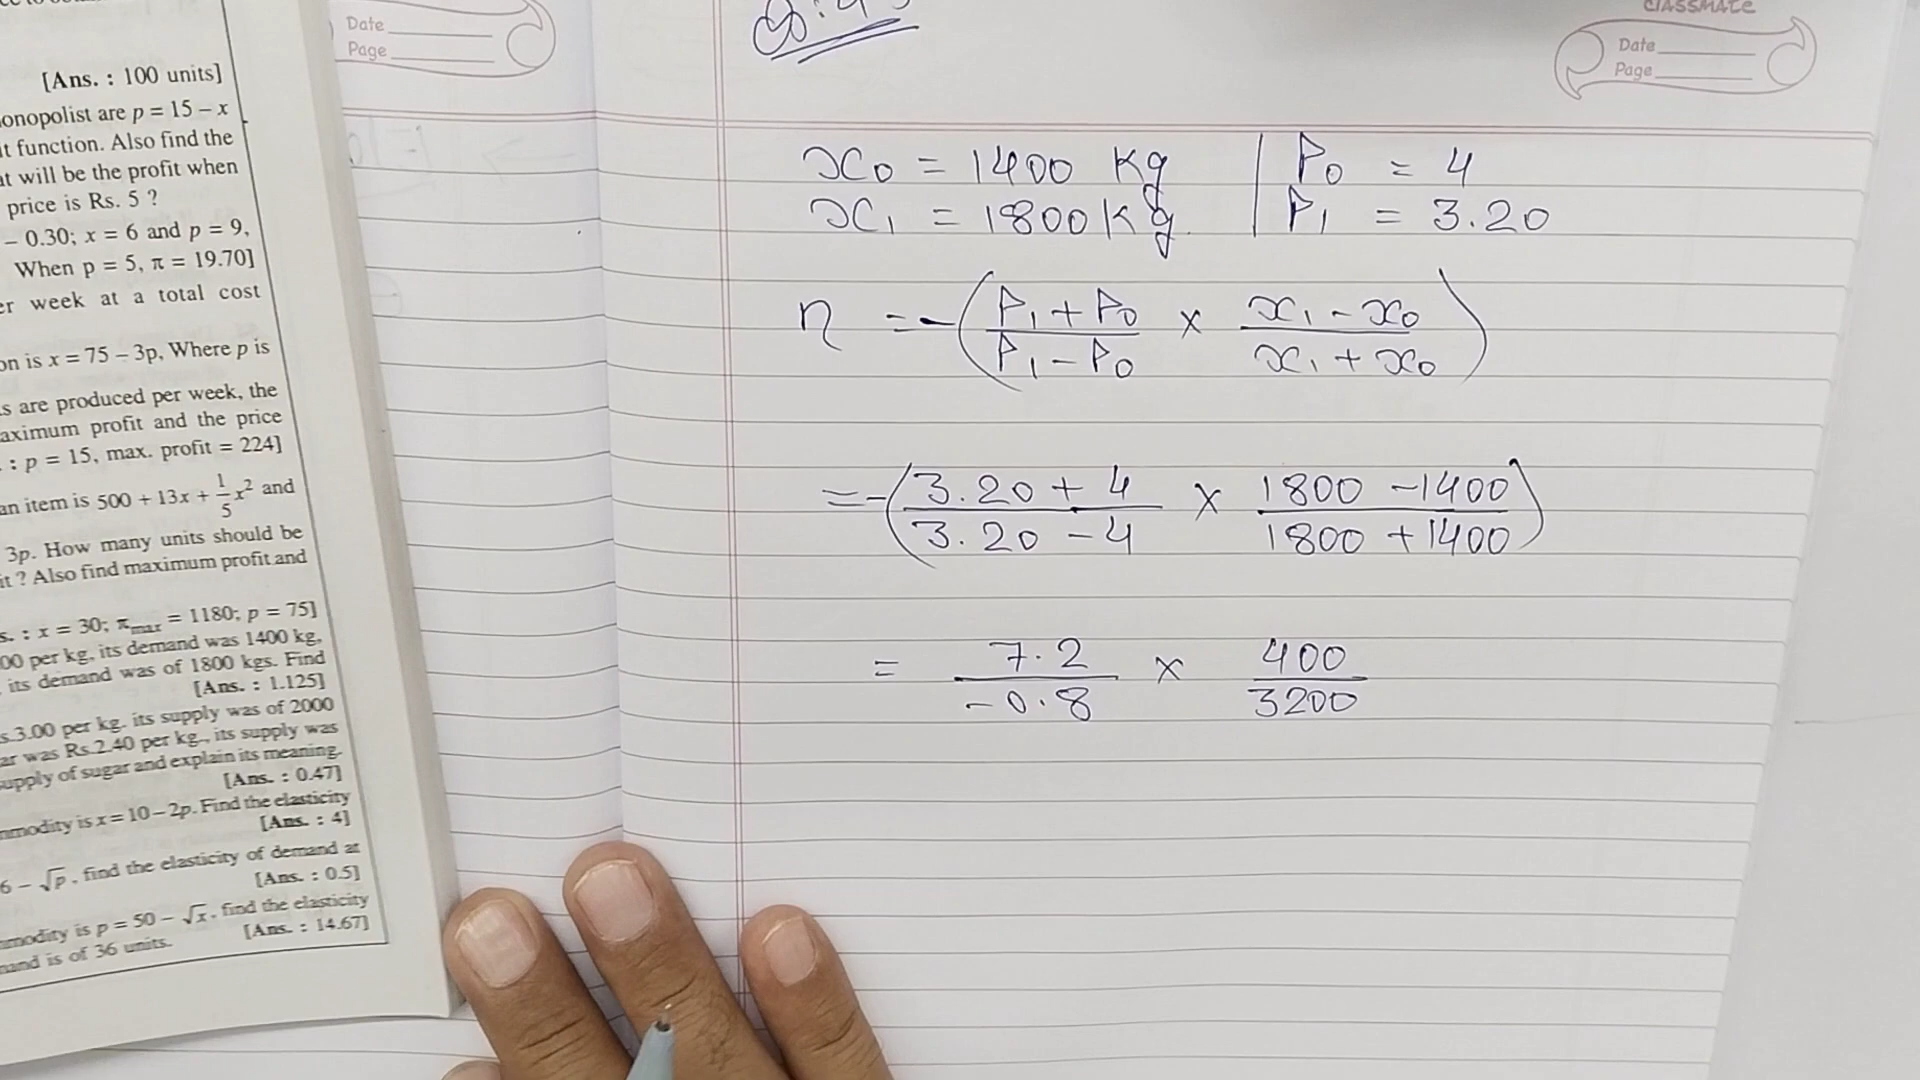 [Ans. : 100 units]
onopolist are p = 15 – x
t function. Also find the
at will be the profit when
price is Rs. 5 ?
– 0.30; x = 6 and p = 9,
When p = 5, π = 19.70]
er week at a total cost
on is x = 75 – 3p, Where p is
s are produced per week, the
aximum profit and the price
: p = 15, max. profit = 224]
an item is 500 + 13x + 1/5 x² and
3p. How many units should be
it ? Also find maximum profit and
s. : x = 30; πmax = 1180; p = 75]
00 per kg, its demand was 1400 kg,
its demand was of 1800 kgs. Find
[Ans. : 1.125]
s.3.00 per kg. its supply was of 2000
ar was Rs.2.40 per kg., its supply was
supply of sugar and explain its meaning.
[Ans. : 0.47]
mmodity is x = 10 – 2p. Find the elasticity
[Ans. : 4]
6 – √p , find the elasticity of demand at
[Ans. : 0.5]
mmodity is p = 50 – √x , find the elasticity
mand is of 36 units. [Ans. : 14.67]
Date
Page
CLASSMATE
Date
Page
x₀ = 1400 Kg | P₀ = 4
x₁ = 1800 Kg. | P₁ = 3.20
η = -(P₁ + P₀ / P₁ - P₀ × x₁ - x₀ / x₁ + x₀)
= -(3.20 + 4 / 3.20 - 4 × 1800 - 1400 / 1800 + 1400)
= 7.2 / -0.8 × 400 / 3200